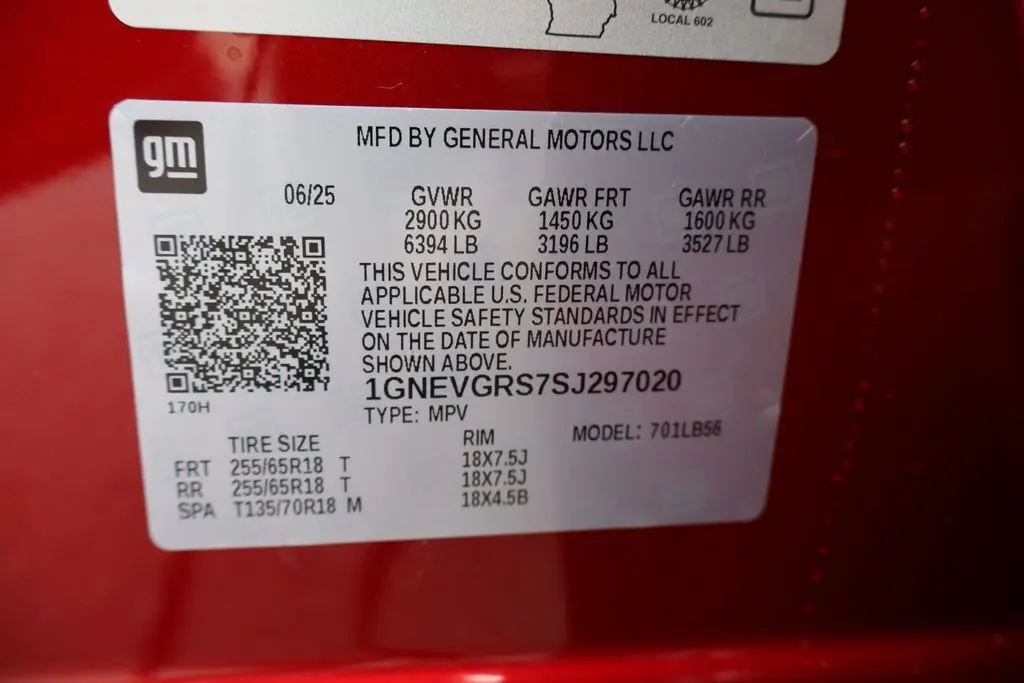 LOCAL 602
gm
MFD BY GENERAL MOTORS LLC
06/25 GVWR GAWR FRT GAWR RR
2900 KG 1450 KG 1600 KG
6394 LB 3196 LB 3527 LB
THIS VEHICLE CONFORMS TO ALL
APPLICABLE U.S. FEDERAL MOTOR
VEHICLE SAFETY STANDARDS IN EFFECT
ON THE DATE OF MANUFACTURE
SHOWN ABOVE.
1GNEVGRS7SJ297020
170H
TYPE: MPV
MODEL: 701LB56
TIRE SIZE RIM
FRT 255/65R18 T 18X7.5J
RR 255/65R18 T 18X7.5J
SPA T135/70R18 M 18X4.5B